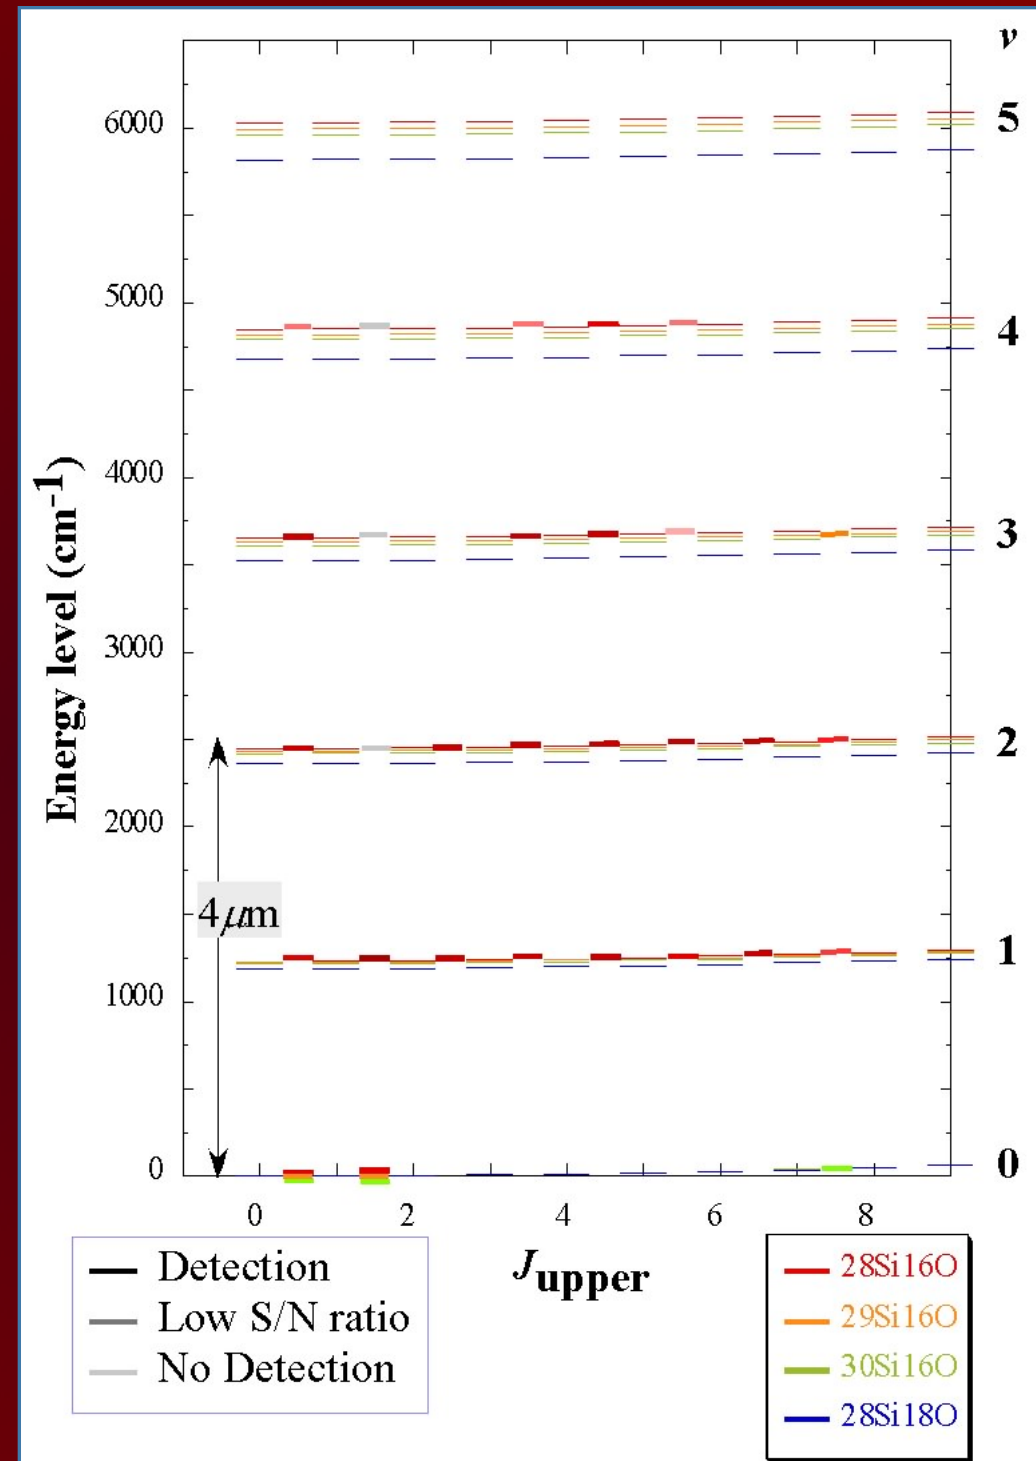 v
6000
5
5000
4
4000
3
3000
2
2000
4μm
1000
1
0
0
Energy level (cm-1)
0 2 4 6 8
Jupper
Detection
Low S/N ratio
No Detection
28Si16O
29Si16O
30Si16O
28Si18O